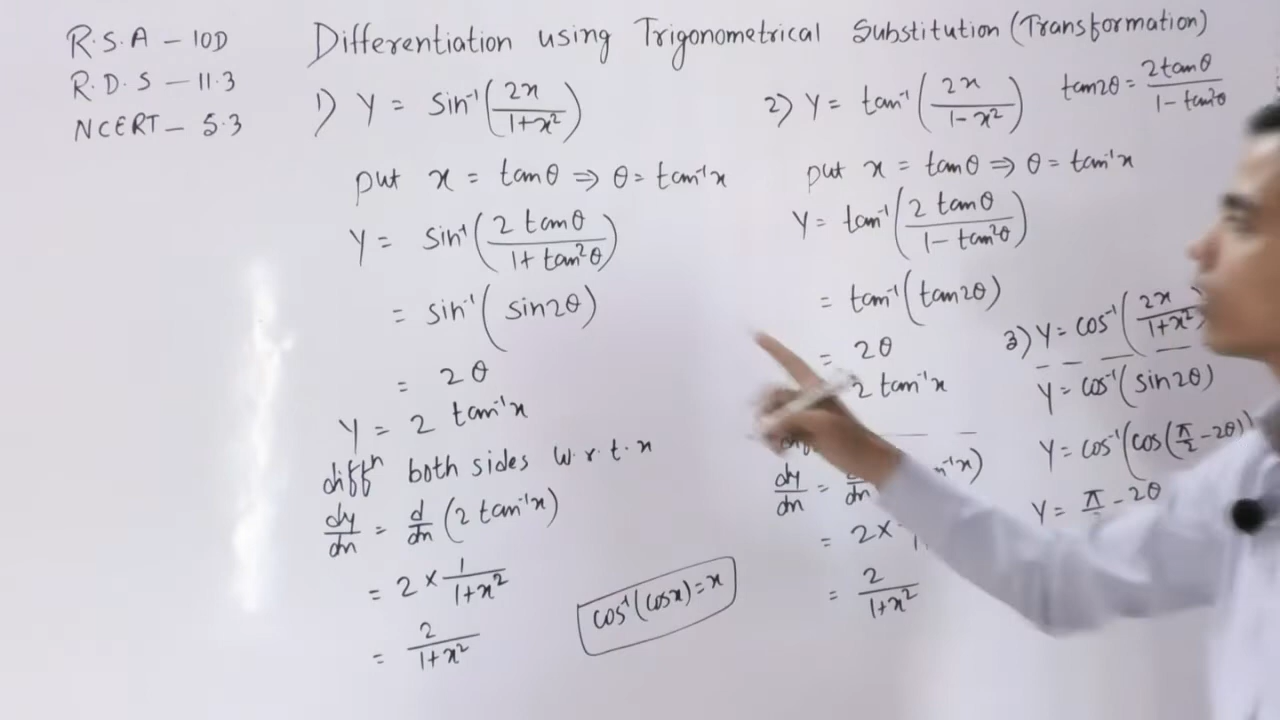 R.S.A - 10D
R.D.S - 11.3
NCERT - 5.3
Differentiation using Trigonometrical Substitution (Transformation)
1) Y = sin⁻¹(2x/(1+x²))
put x = tanθ ⇒ θ = tan⁻¹x
Y = sin⁻¹(2 tanθ/(1+tan²θ))
= sin⁻¹(sin2θ)
= 2θ
Y = 2 tan⁻¹x
diffⁿ both sides w.r.t. x
dy/dx = d/dx (2 tan⁻¹x)
= 2 × 1/(1+x²)
= 2/(1+x²)
cos⁻¹(cosx) = x
2) Y = tan⁻¹(2x/(1-x²))
tan2θ = 2tanθ/(1-tan²θ)
put x = tanθ ⇒ θ = tan⁻¹x
Y = tan⁻¹(2 tanθ/(1-tan²θ))
= tan⁻¹(tan2θ)
= 2θ
2 tan⁻¹x
dy/dx =
= 2×
= 2/(1+x²)
3) Y = cos⁻¹(2x/(1+x²))
Y = cos⁻¹(sin2θ)
Y = cos⁻¹(cos(π/2 - 2θ))
Y = π/ - 2θ